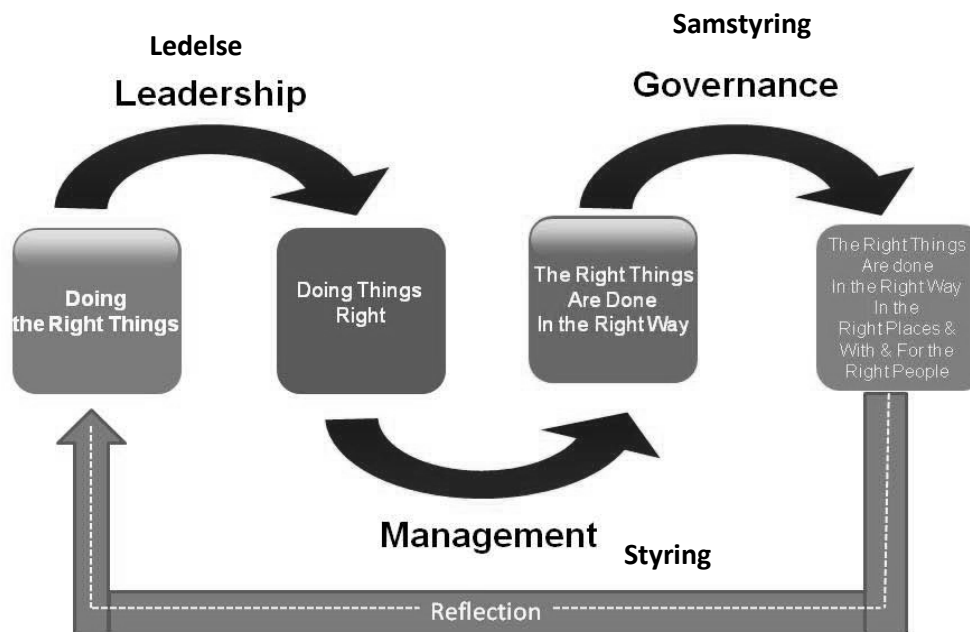 Ledelse
Leadership
Samstyring
Governance
Doing
the Right Things
Doing Things
Right
The Right Things
Are Done
In the Right Way
The Right Things
Are done
In the Right Way
In the
Right Places &
With & For the
Right People
Management
Styring
Reflection